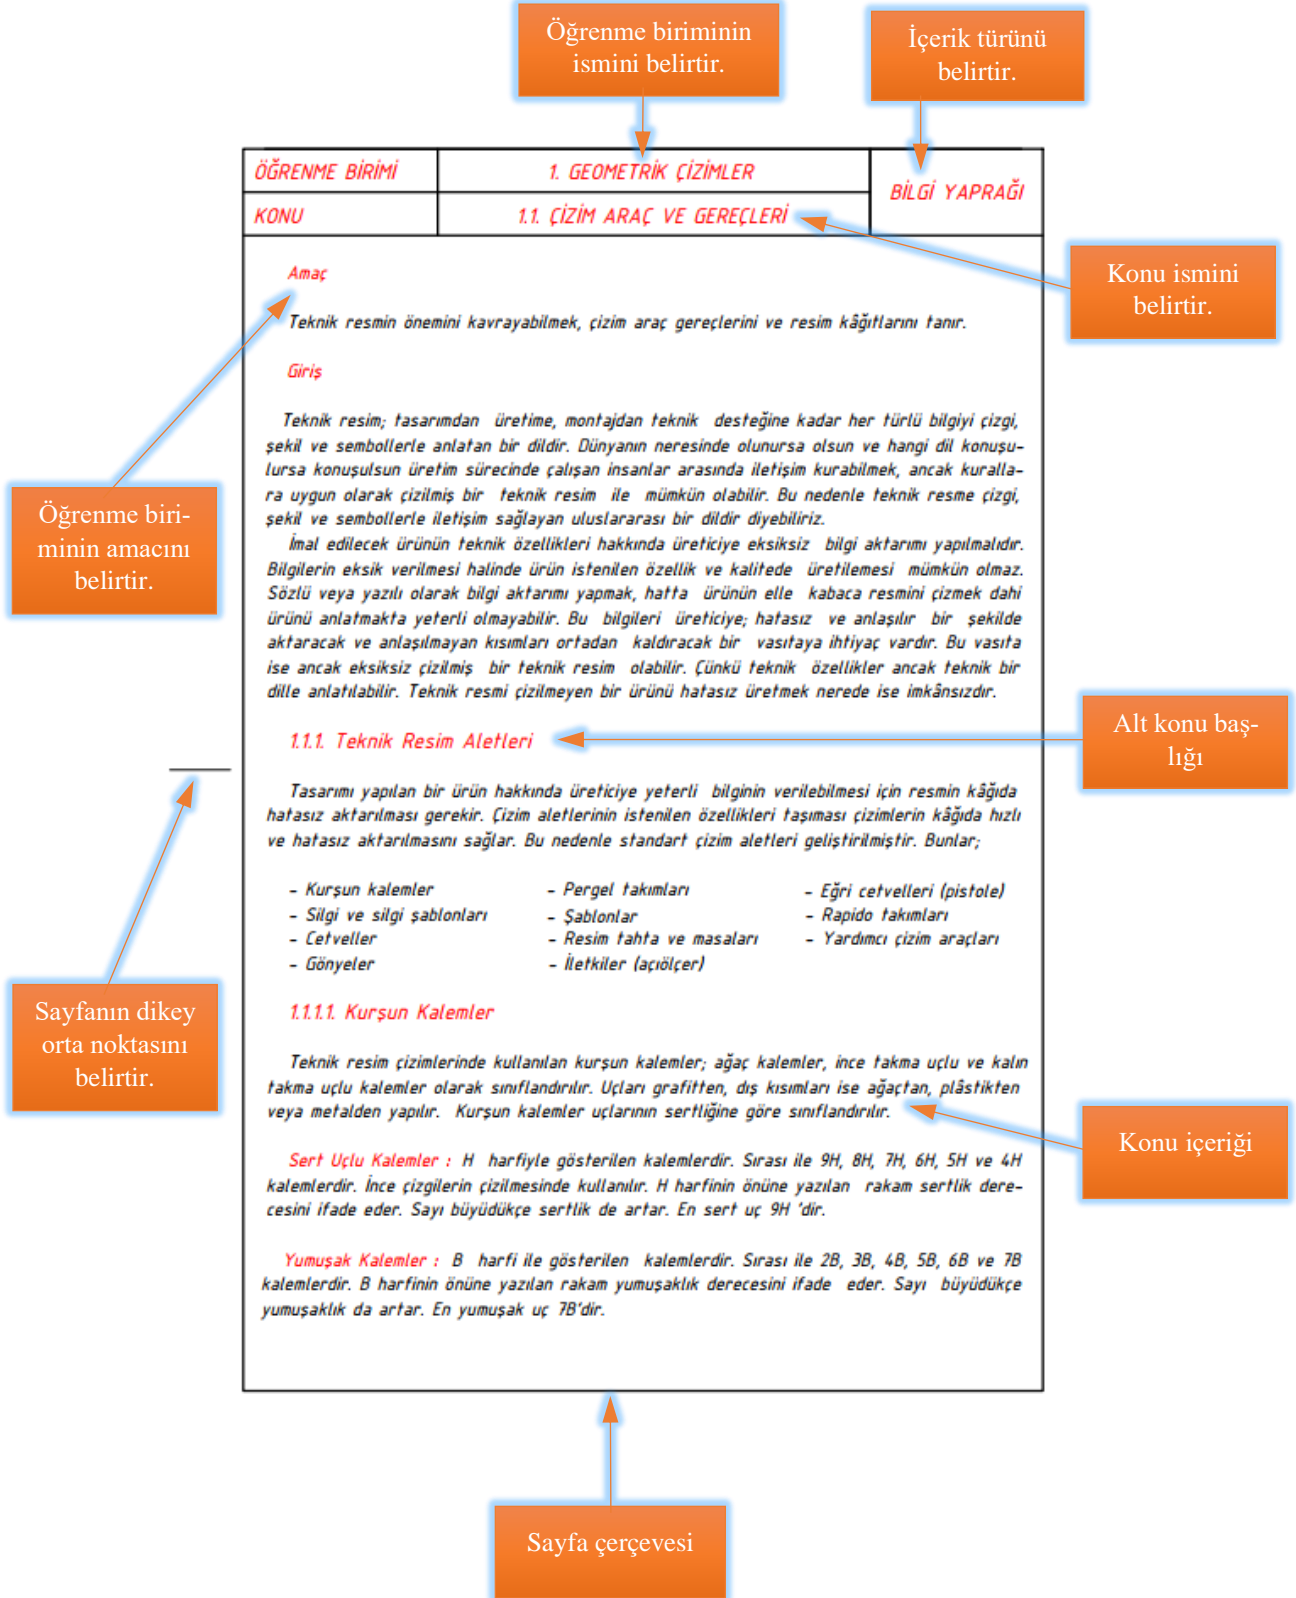 Öğrenme biriminin
ismini belirtir.
İçerik türünü
belirtir.
ÖĞRENME BİRİMİ
1. GEOMETRİK ÇİZİMLER
BİLGİ YAPRAĞI
KONU
1.1. ÇİZİM ARAÇ VE GEREÇLERİ
Konu ismini
belirtir.
Amaç
Teknik resmin önemini kavrayabilmek, çizim araç gereçlerini ve resim kâğıtlarını tanır.
Giriş
Teknik resim; tasarımdan üretime, montajdan teknik desteğine kadar her türlü bilgiyi çizgi,
şekil ve sembollerle anlatan bir dildir. Dünyanın neresinde olunursa olsun ve hangi dil konuşu-
lursa konuşulsun üretim sürecinde çalışan insanlar arasında iletişim kurabilmek, ancak kuralla-
ra uygun olarak çizilmiş bir teknik resim ile mümkün olabilir. Bu nedenle teknik resme çizgi,
şekil ve sembollerle iletişim sağlayan uluslararası bir dildir diyebiliriz.
Öğrenme biri-
minin amacını
belirtir.
İmal edilecek ürünün teknik özellikleri hakkında üreticiye eksiksiz bilgi aktarımı yapılmalıdır.
Bilgilerin eksik verilmesi halinde ürün istenilen özellik ve kalitede üretilemesi mümkün olmaz.
Sözlü veya yazılı olarak bilgi aktarımı yapmak, hatta ürünün elle kabaca resmini çizmek dahi
ürünü anlatmakta yeterli olmayabilir. Bu bilgileri üreticiye; hatasız ve anlaşılır bir şekilde
aktaracak ve anlaşılmayan kısımları ortadan kaldıracak bir vasıtaya ihtiyaç vardır. Bu vasıta
ise ancak eksiksiz çizilmiş bir teknik resim olabilir. Çünkü teknik özellikler ancak teknik bir
dille anlatılabilir. Teknik resmi çizilmeyen bir ürünü hatasız üretmek nerede ise imkânsızdır.
1.1.1. Teknik Resim Aletleri
Alt konu baş-
lığı
Tasarımı yapılan bir ürün hakkında üreticiye yeterli bilginin verilebilmesi için resmin kâğıda
hatasız aktarılması gerekir. Çizim aletlerinin istenilen özellikleri taşıması çizimlerin kâğıda hızlı
ve hatasız aktarılmasını sağlar. Bu nedenle standart çizim aletleri geliştirilmiştir. Bunlar;
- Kurşun kalemler
- Silgi ve silgi şablonları
- Cetveller
- Gönyeler
- Pergel takımları
- Şablonlar
- Resim tahta ve masaları
- İletkiler (açıölçer)
- Eğri cetvelleri (pistole)
- Rapido takımları
- Yardımcı çizim araçları
Sayfanın dikey
orta noktasını
belirtir.
1.1.1.1. Kurşun Kalemler
Teknik resim çizimlerinde kullanılan kurşun kalemler; ağaç kalemler, ince takma uçlu ve kalın
takma uçlu kalemler olarak sınıflandırılır. Uçları grafitten, dış kısımları ise ağaçtan, plâstikten
veya metalden yapılır. Kurşun kalemler uçlarının sertliğine göre sınıflandırılır.
Konu içeriği
Sert Uçlu Kalemler : H harfiyle gösterilen kalemlerdir. Sırası ile 9H, 8H, 7H, 6H, 5H ve 4H
kalemlerdir. İnce çizgilerin çizilmesinde kullanılır. H harfinin önüne yazılan rakam sertlik dere-
cesini ifade eder. Sayı büyüdükçe sertlik de artar. En sert uç 9H 'dir.
Yumuşak Kalemler : B harfi ile gösterilen kalemlerdir. Sırası ile 2B, 3B, 4B, 5B, 6B ve 7B
kalemlerdir. B harfinin önüne yazılan rakam yumuşaklık derecesini ifade eder. Sayı büyüdükçe
yumuşaklık da artar. En yumuşak uç 7B'dir.
Sayfa çerçevesi